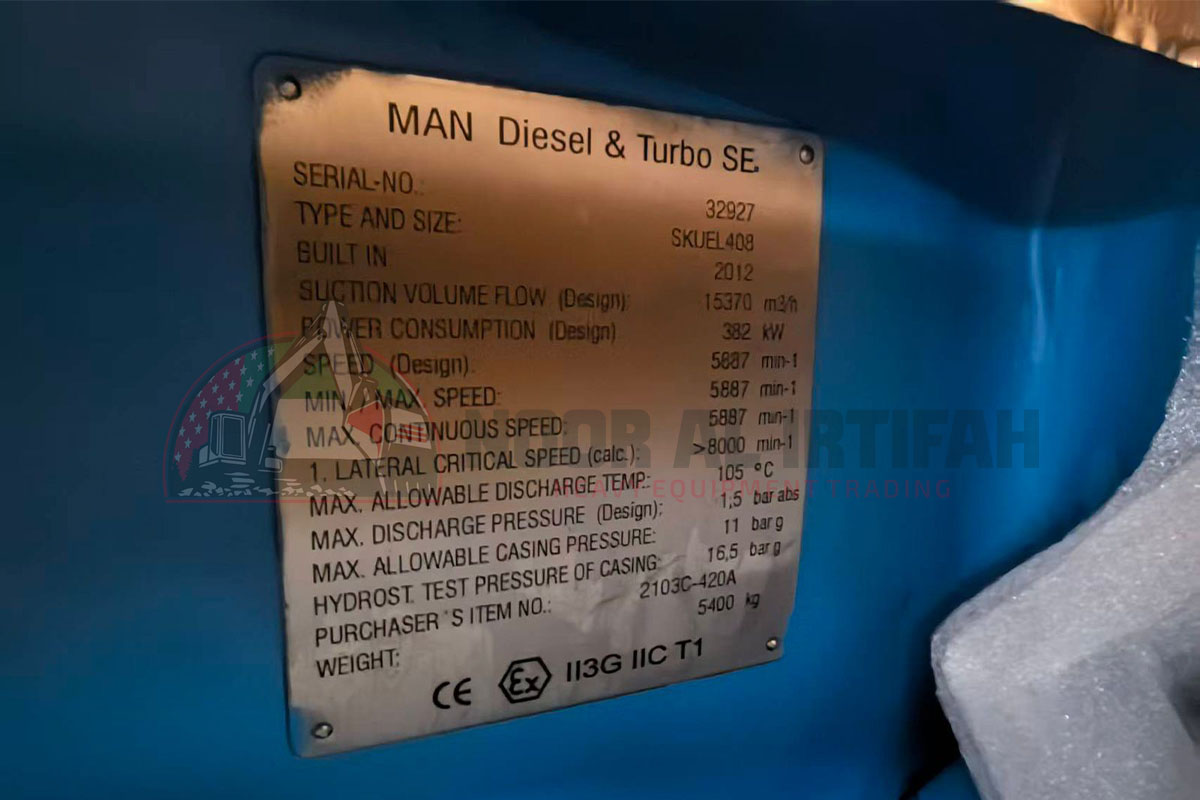 MAN Diesel & Turbo SE.
SERIAL-NO.: 32927
TYPE AND SIZE: SKUEL408
BUILT IN 2012
SUCTION VOLUME FLOW (Design): 15370 m3/h
POWER CONSUMPTION (Design) 382 kW
SPEED (Design): 5887 min-1
MIN. / MAX. SPEED: 5887 min-1
MAX. CONTINUOUS SPEED: 5887 min-1
1. LATERAL CRITICAL SPEED (calc.): >8000 min-1
MAX. ALLOWABLE DISCHARGE TEMP.: 105 °C
MAX. DISCHARGE PRESSURE (Design): 1,5 bar abs
MAX. ALLOWABLE CASING PRESSURE: 11 bar g
HYDROST. TEST PRESSURE OF CASING: 16,5 bar g
PURCHASER'S ITEM NO.: 2103C-420A
WEIGHT: 5400 kg
CE Ex II3G IIC T1
NOOR AL IRTIFAH
HEAVY EQUIPMENT TRADING